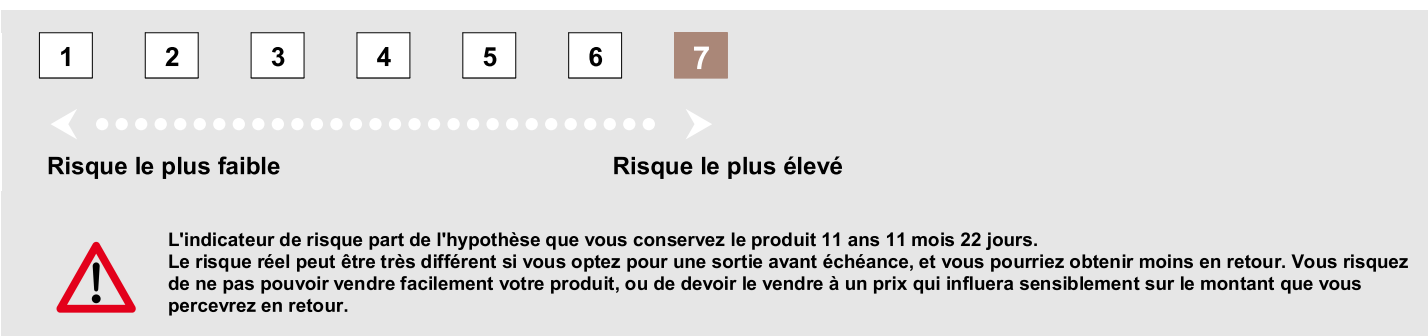 1 2 3 4 5 6 7
Risque le plus faible Risque le plus élevé
L'indicateur de risque part de l'hypothèse que vous conservez le produit 11 ans 11 mois 22 jours.
Le risque réel peut être très différent si vous optez pour une sortie avant échéance, et vous pourriez obtenir moins en retour. Vous risquez
de ne pas pouvoir vendre facilement votre produit, ou de devoir le vendre à un prix qui influera sensiblement sur le montant que vous
percevrez en retour.